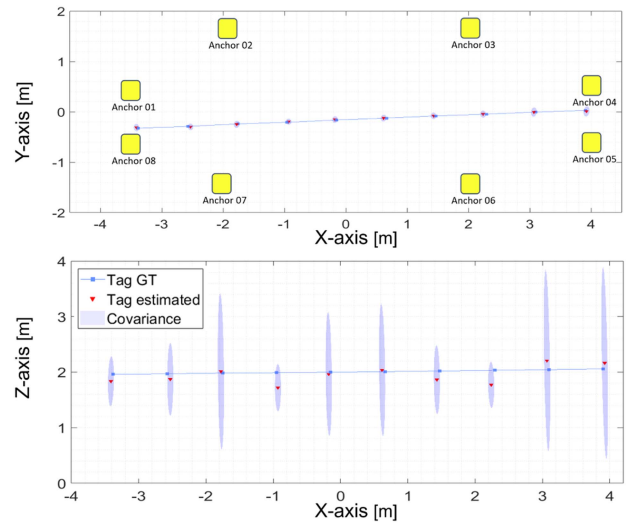 2
Anchor 02
Anchor 03
1
Anchor 01
Anchor 04
0
Y-axis [m]
Anchor 08
Anchor 05
-1
Anchor 07
Anchor 06
-2
-4 -3 -2 -1 0 1 2 3 4
X-axis [m]
4
Tag GT
Tag estimated
Covariance
3
Z-axis [m]
2
1
0
-4 -3 -2 -1 0 1 2 3 4
X-axis [m]